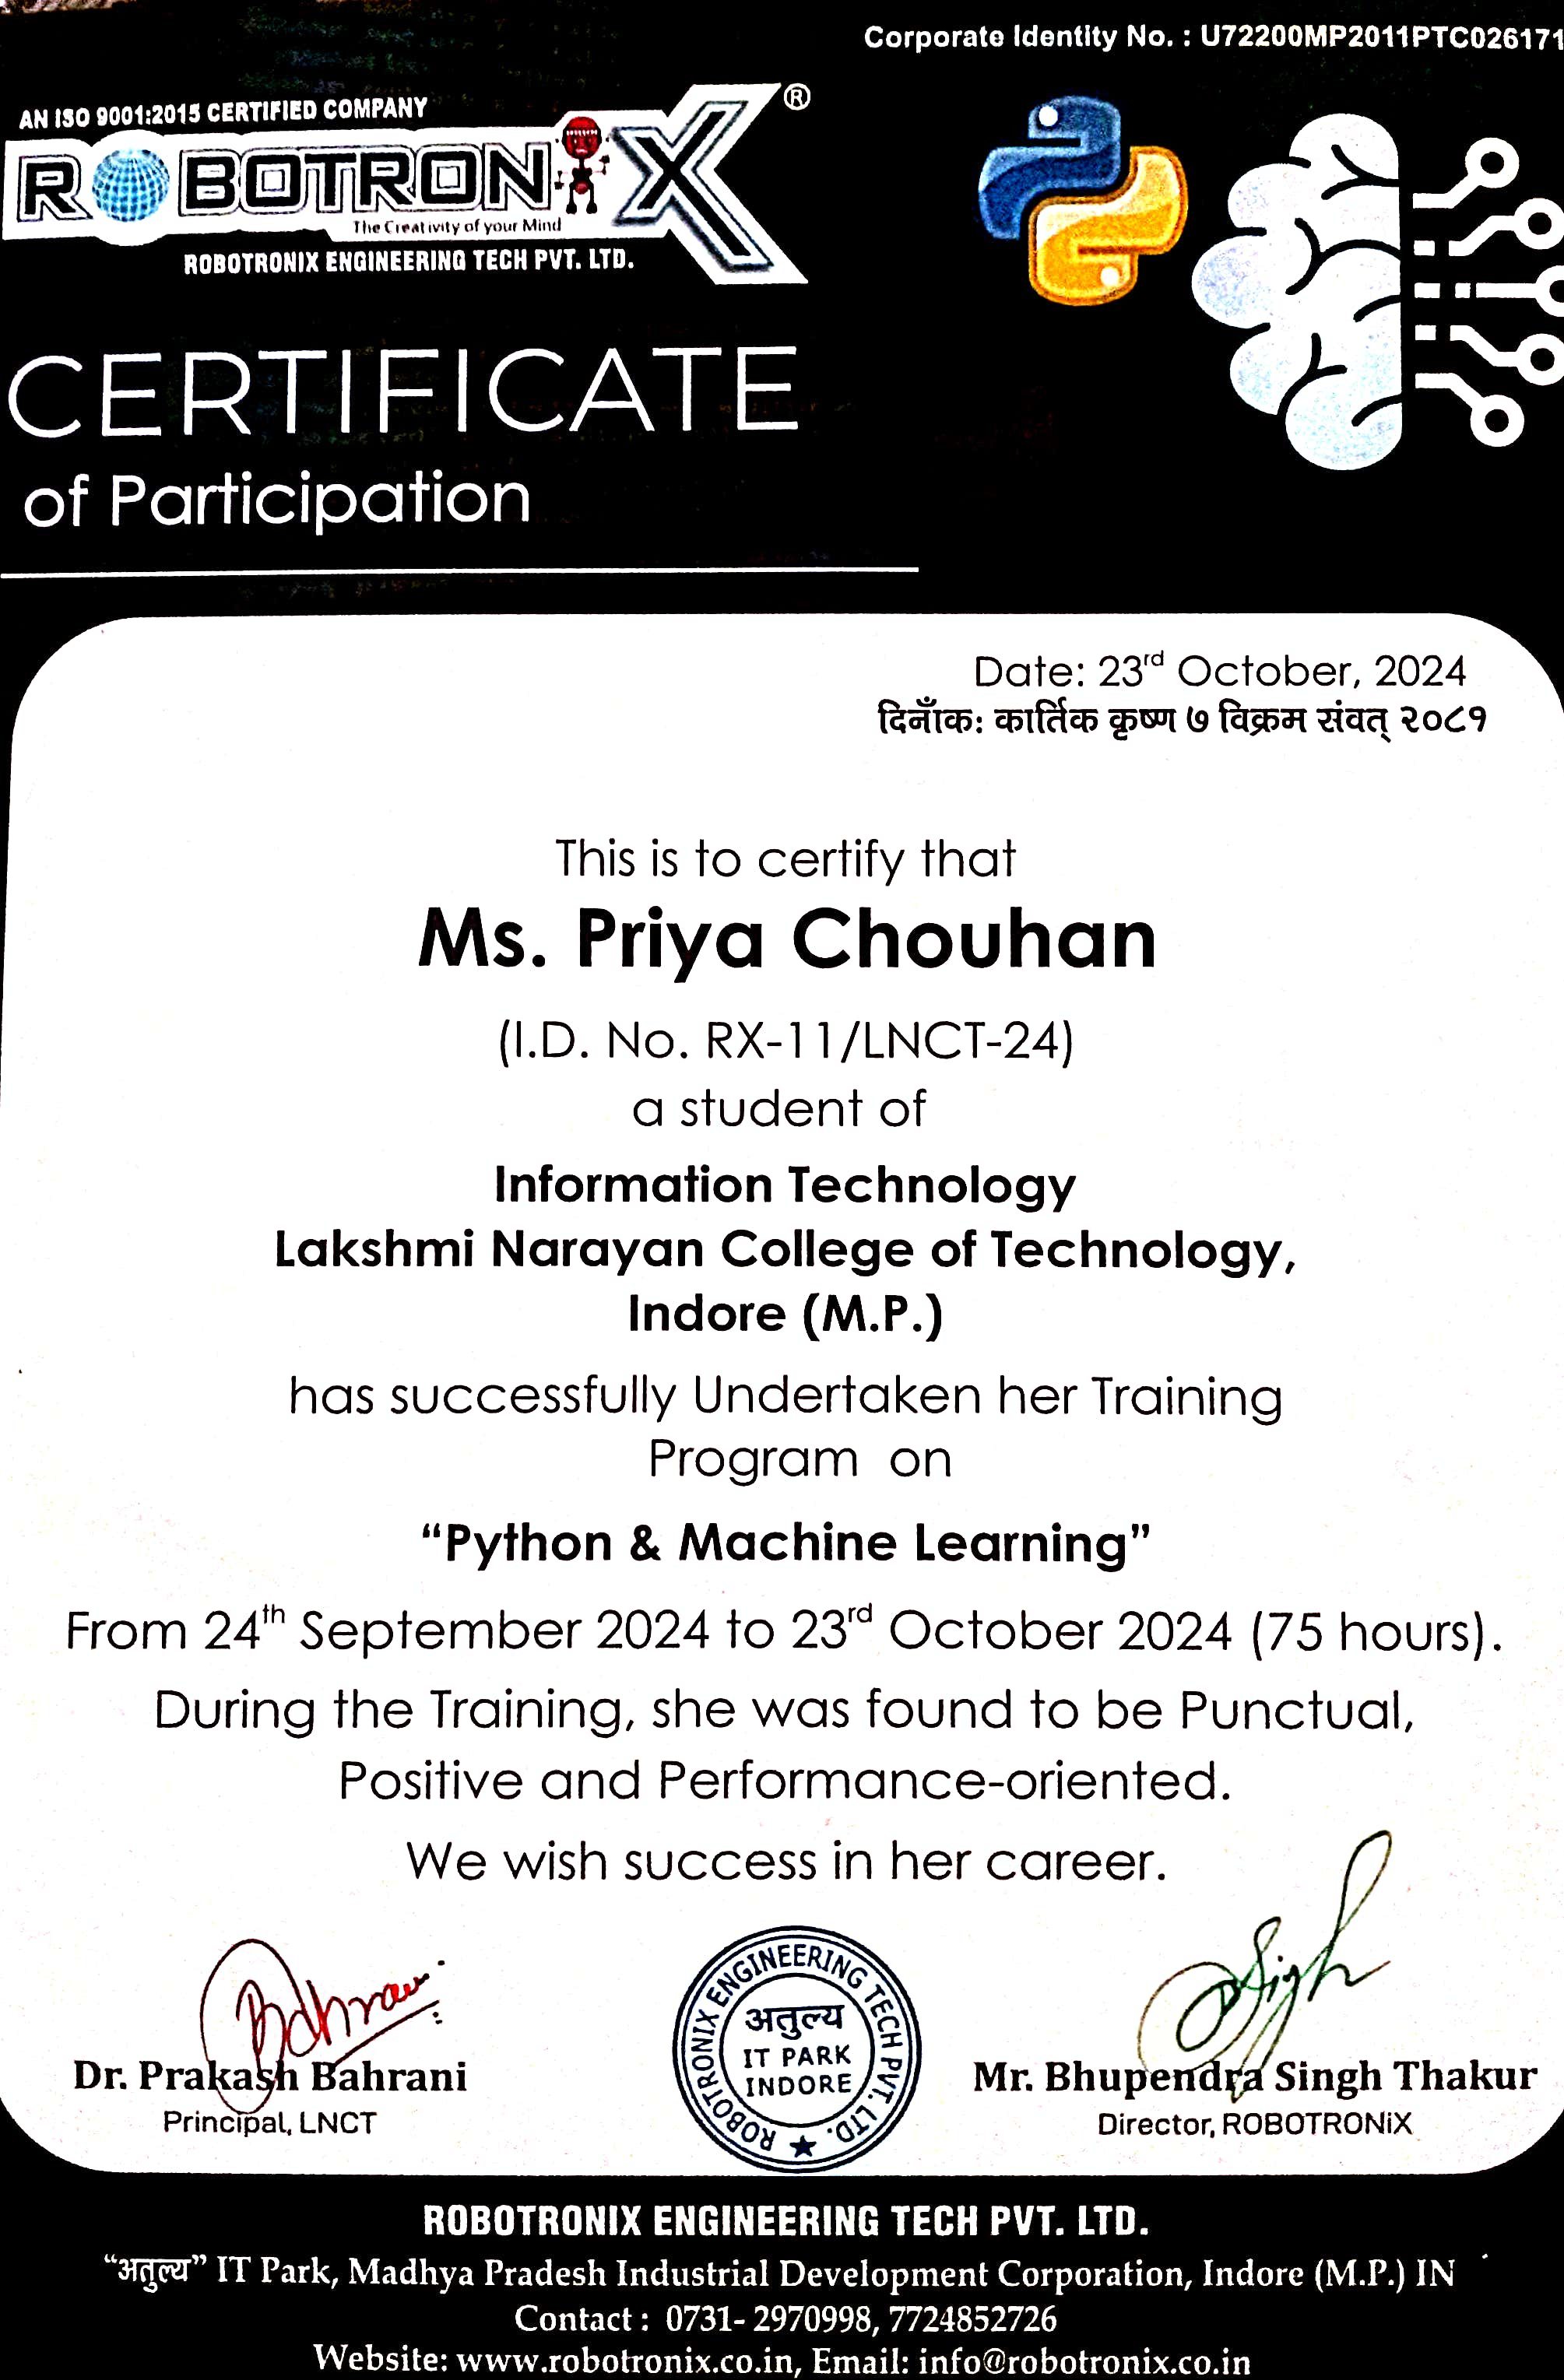 Corporate Identity No. : U72200MP2011PTC026171
AN ISO 9001:2015 CERTIFIED COMPANY
ROBOTRONiX®
The Creativity of your Mind
ROBOTRONIX ENGINEERING TECH PVT. LTD.
CERTIFICATE
of Participation
Date: 23rd October, 2024
दिनाँक: कार्तिक कृष्ण ७ विक्रम संवत् २०८१
This is to certify that
Ms. Priya Chouhan
(I.D. No. RX-11/LNCT-24)
a student of
Information Technology
Lakshmi Narayan College of Technology,
Indore (M.P.)
has successfully Undertaken her Training
Program on
“Python & Machine Learning”
From 24th September 2024 to 23rd October 2024 (75 hours).
During the Training, she was found to be Punctual,
Positive and Performance-oriented.
We wish success in her career.
Bahrani
Singh
ROBOTRONIX ENGINEERING TECH PVT. LTD.
अतुल्य
IT PARK
INDORE
Dr. Prakash Bahrani
Principal, LNCT
Mr. Bhupendra Singh Thakur
Director, ROBOTRONiX
ROBOTRONIX ENGINEERING TECH PVT. LTD.
“अतुल्य” IT Park, Madhya Pradesh Industrial Development Corporation, Indore (M.P.) IN
Contact : 0731- 2970998, 7724852726
Website: www.robotronix.co.in, Email: info@robotronix.co.in